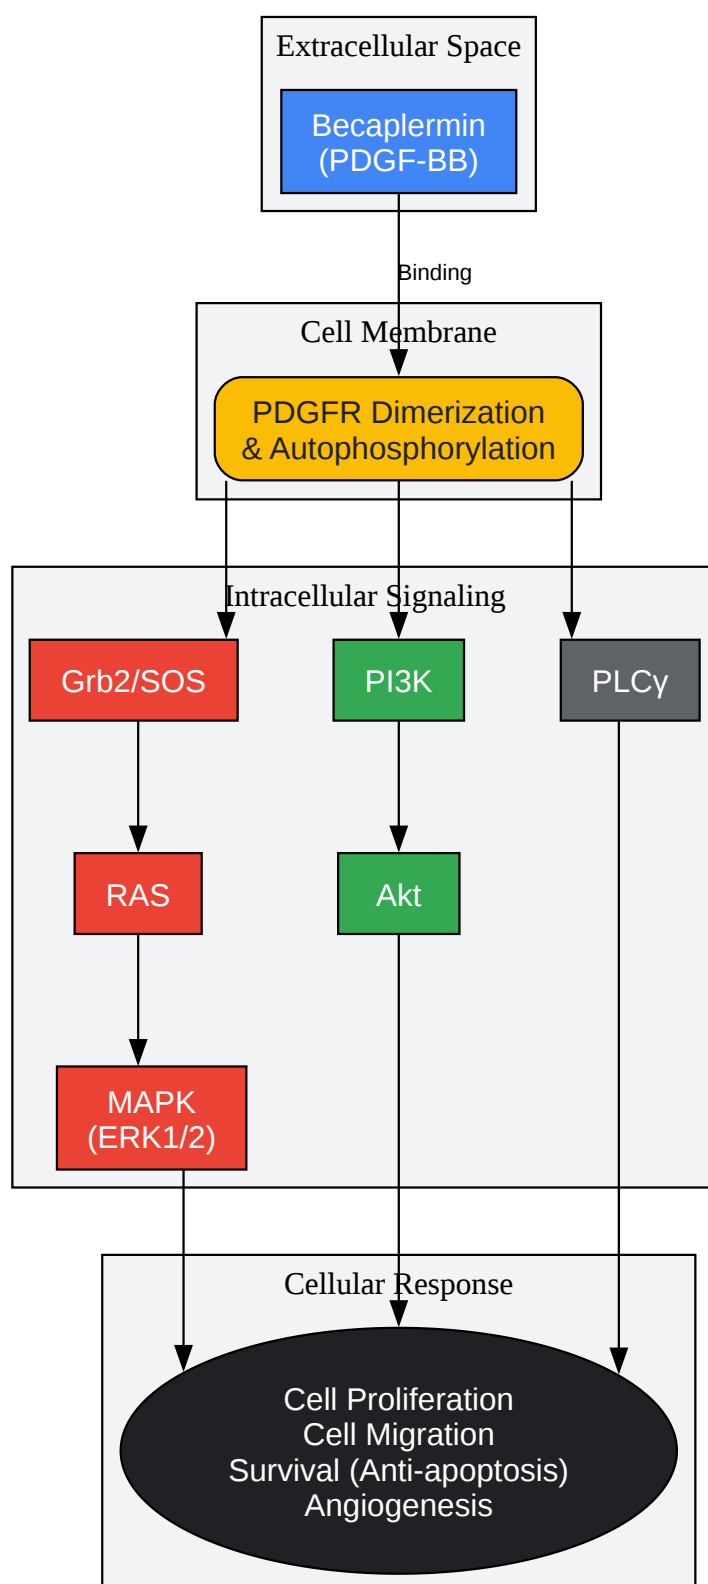 Extracellular Space
Becaplermin
(PDGF-BB)
Binding
Cell Membrane
PDGFR Dimerization
& Autophosphorylation
Intracellular Signaling
Grb2/SOS
PI3K
PLCγ
RAS
Akt
MAPK
(ERK1/2)
Cellular Response
Cell Proliferation
Cell Migration
Survival (Anti-apoptosis)
Angiogenesis